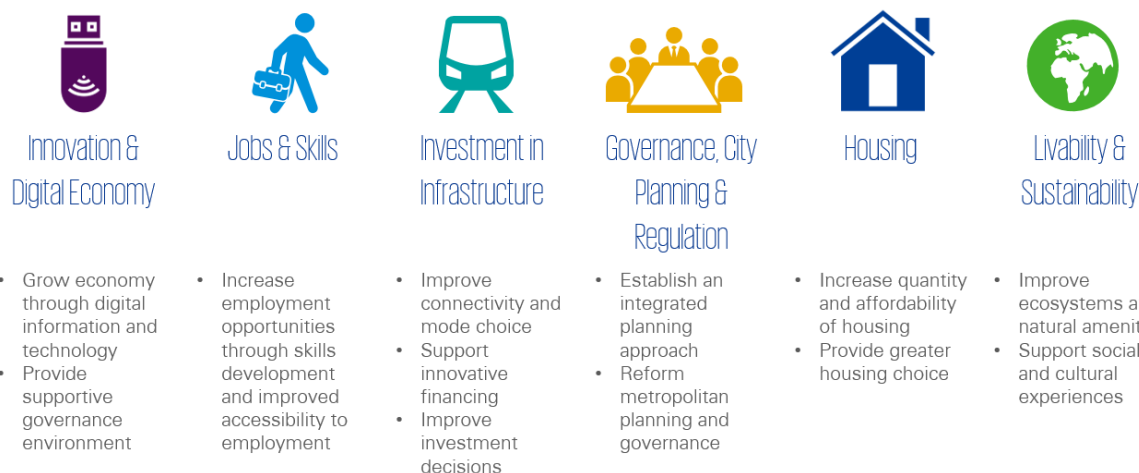 Innovation &
Digital Economy
• Grow economy
through digital
information and
technology
• Provide
supportive
governance
environment
Jobs & Skills
• Increase
employment
opportunities
through skills
development
and improved
accessibility to
employment
Investment in
Infrastructure
• Improve
connectivity and
mode choice
• Support
innovative
financing
• Improve
investment
decisions
Governance, City
Planning &
Regulation
• Establish an
integrated
planning
approach
• Reform
metropolitan
planning and
governance
Housing
• Increase quantity
and affordability
of housing
• Provide greater
housing choice
Livability &
Sustainability
• Improve
ecosystems a
natural amenit
• Support social
and cultural
experiences